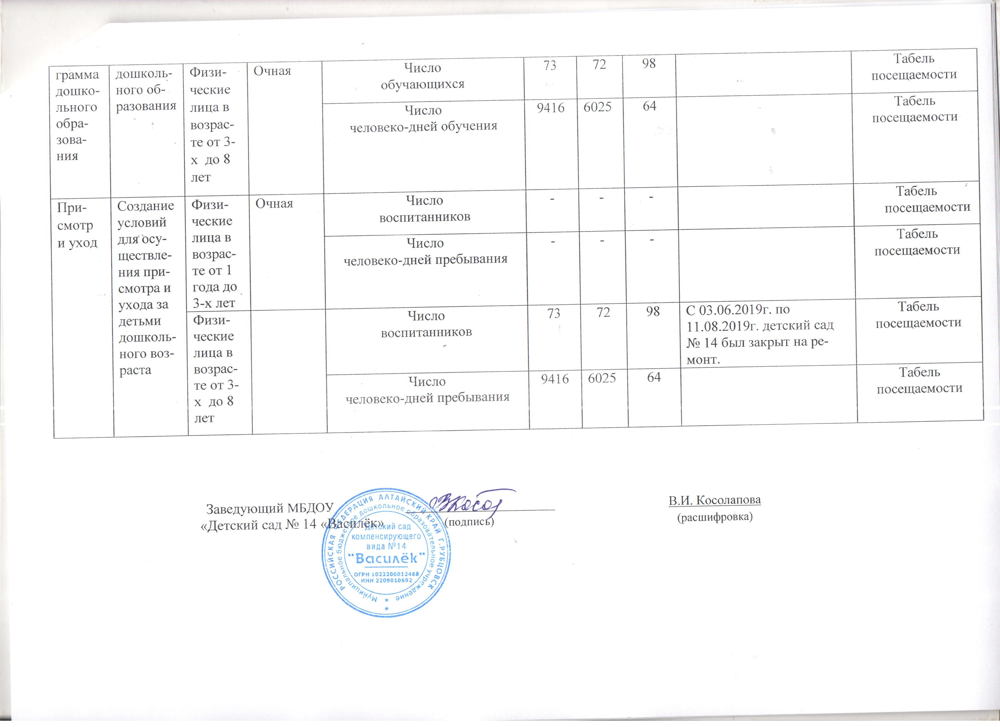 грамма
дошко-
льного
обра-
зова-
ния
дошколь-
ного об-
разования
Физи-
ческие
лица в
возрас-
те от 3-
х до 8
лет
Очная
Число
обучающихся
73
72
98
Табель
посещаемости
Число
человеко-дней обучения
9416
6025
64
Табель
посещаемости
При-
смотр
и уход
Создание
условий
для осу-
ществле-
ния при-
смотра и
ухода за
детьми
дошколь-
ного воз-
раста
Физи-
ческие
лица в
возрас-
те от 1
года до
3-х лет
Очная
Число
воспитанников
-
-
-
Табель
посещаемости
Число
человеко-дней пребывания
-
-
-
Табель
посещаемости
Физи-
ческие
лица в
возрас-
те от 3-
х до 8
лет
Число
воспитанников
73
72
98
С 03.06.2019г. по
11.08.2019г. детский сад
№ 14 был закрыт на ре-
монт.
Табель
посещаемости
Число
человеко-дней пребывания
9416
6025
64
Табель
посещаемости
Заведующий МБДОУ
«Детский сад № 14 «Василёк»
(подпись)
В.И. Косолапова
(расшифровка)
РОССИЙСКАЯ ФЕДЕРАЦИЯ АЛТАЙСКИЙ КРАЙ Г.РУБЦОВСК
Муниципальное бюджетное дошкольное образовательное учреждение
Детский сад
компенсирующего
вида №14
"Василёк"
ОГРН 1022200812468
ИНН 2209010692